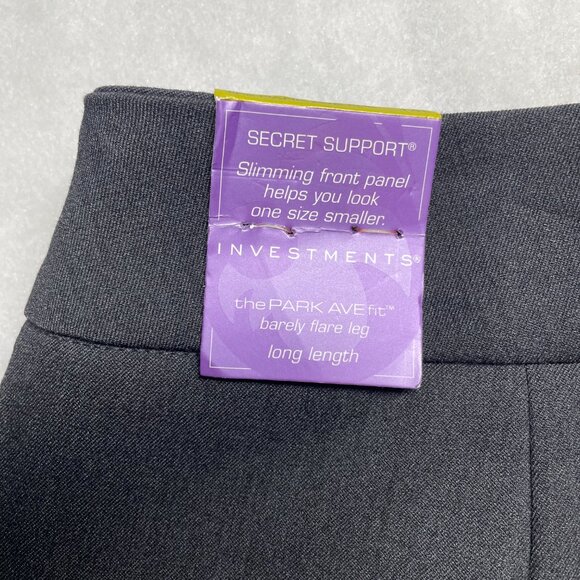 SECRET SUPPORT®
Slimming front panel
helps you look
one size smaller.
INVESTMENTS®
the PARK AVE fit™
barely flare leg
long length